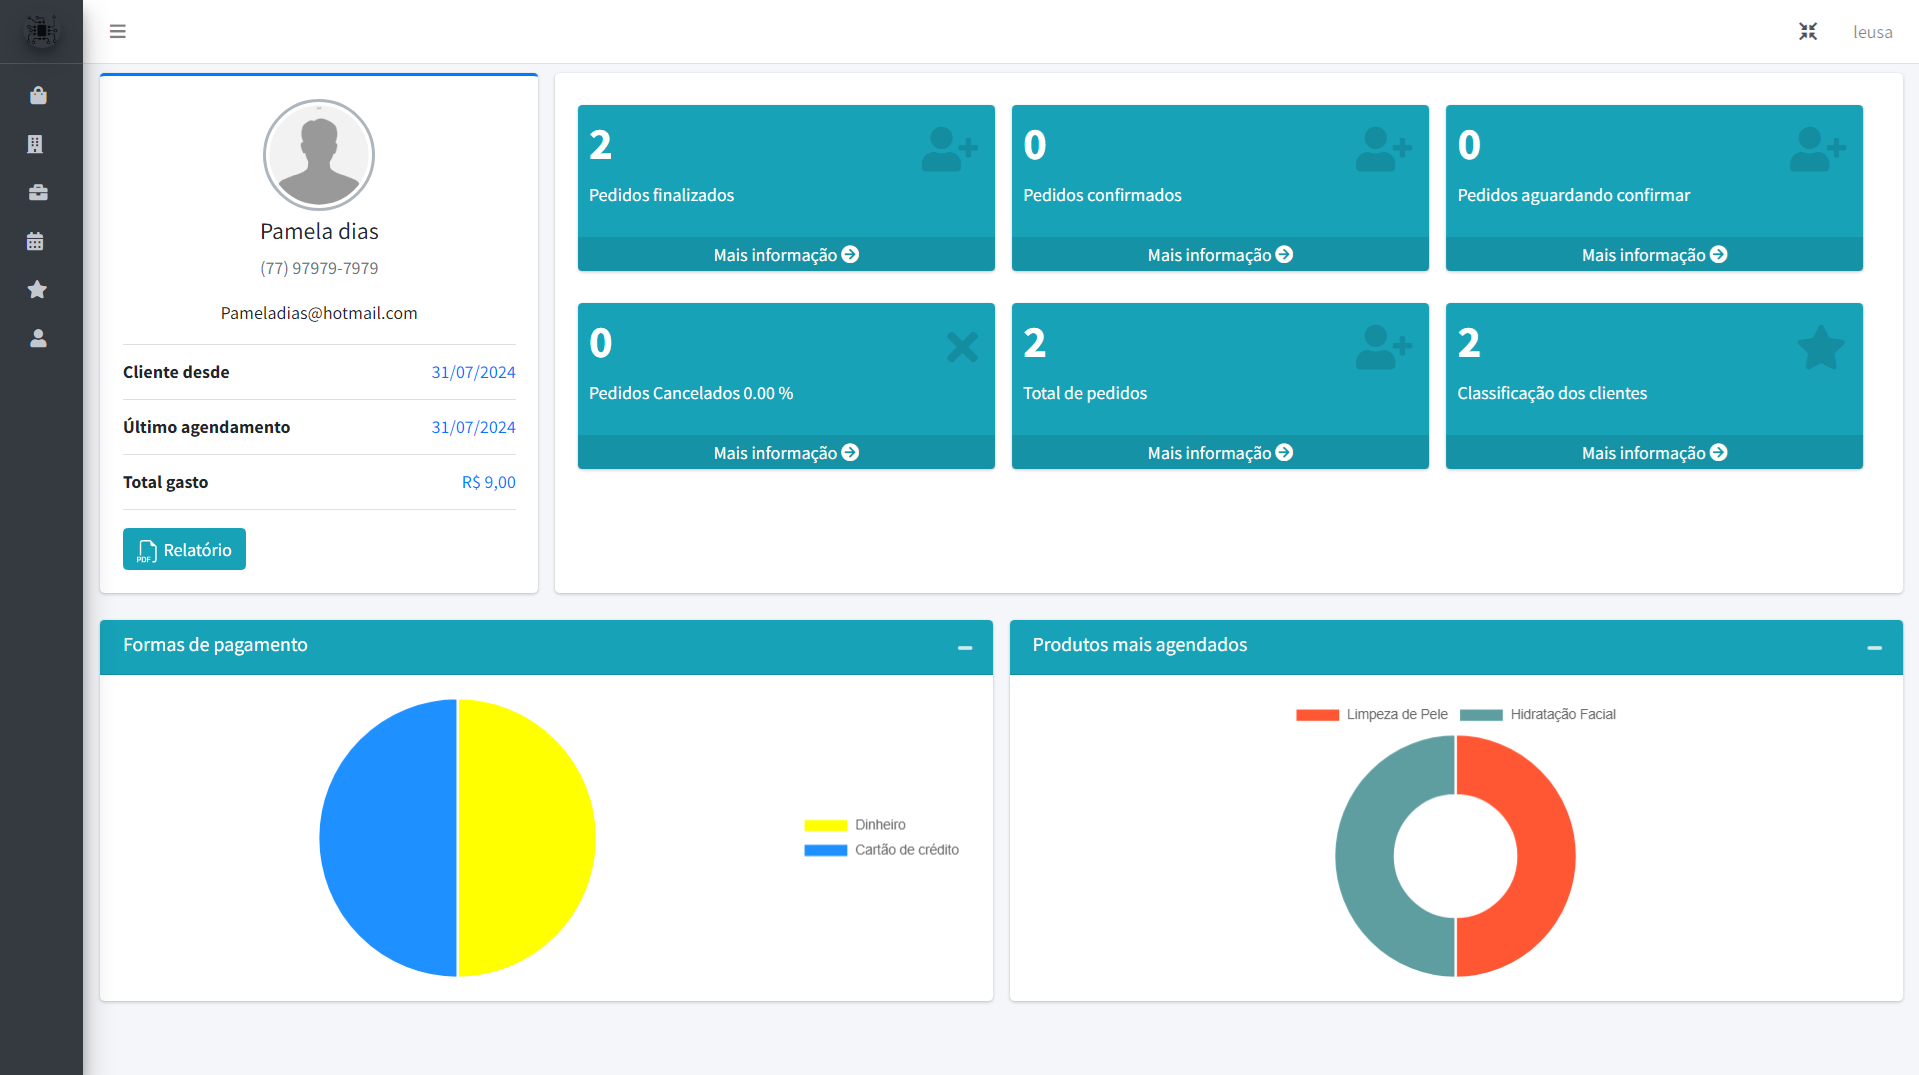 leusa
Pamela dias
(77) 97979-7979
Pameladias@hotmail.com
Cliente desde 31/07/2024
Último agendamento 31/07/2024
Total gasto R$ 9,00
PDF Relatório
2
Pedidos finalizados
Mais informação
0
Pedidos confirmados
Mais informação
0
Pedidos aguardando confirmar
Mais informação
0
Pedidos Cancelados 0.00 %
Mais informação
2
Total de pedidos
Mais informação
2
Classificação dos clientes
Mais informação
Formas de pagamento
Dinheiro
Cartão de crédito
Produtos mais agendados
Limpeza de Pele Hidratação Facial